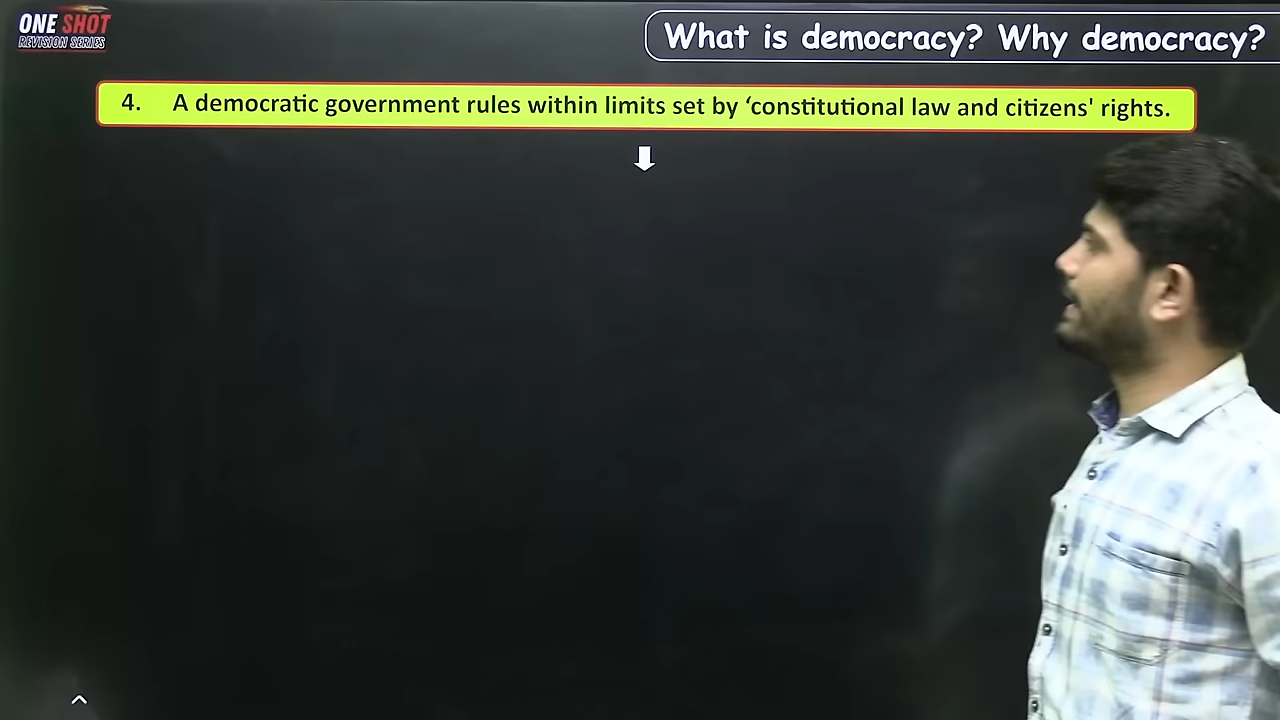 ONE SHOT
REVISION SERIES
What is democracy? Why democracy?
4. A democratic government rules within limits set by ‘constitutional law and citizens' rights.